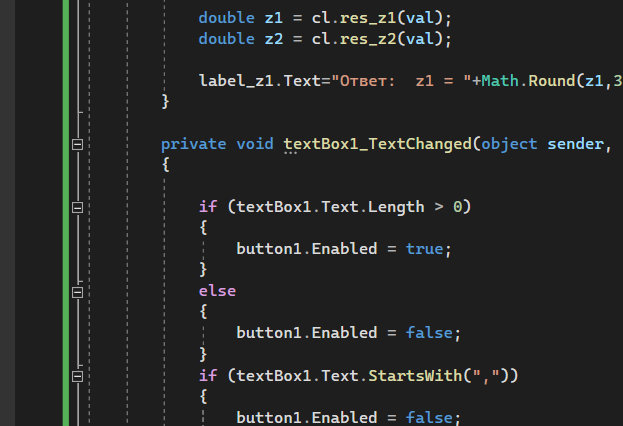 double z1 = cl.res_z1(val);
double z2 = cl.res_z2(val);
label_z1.Text="Ответ:  z1 = "+Math.Round(z1,3
}
private void textBox1_TextChanged(object sender,
{
if (textBox1.Text.Length > 0)
{
button1.Enabled = true;
}
else
{
button1.Enabled = false;
}
if (textBox1.Text.StartsWith(","))
{
button1.Enabled = false;